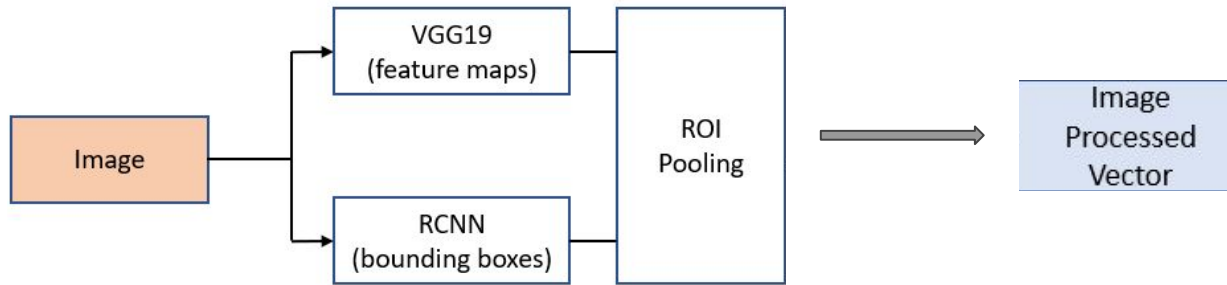 Image
VGG19
(feature maps)
RCNN
(bounding boxes)
ROI
Pooling
Image
Processed
Vector